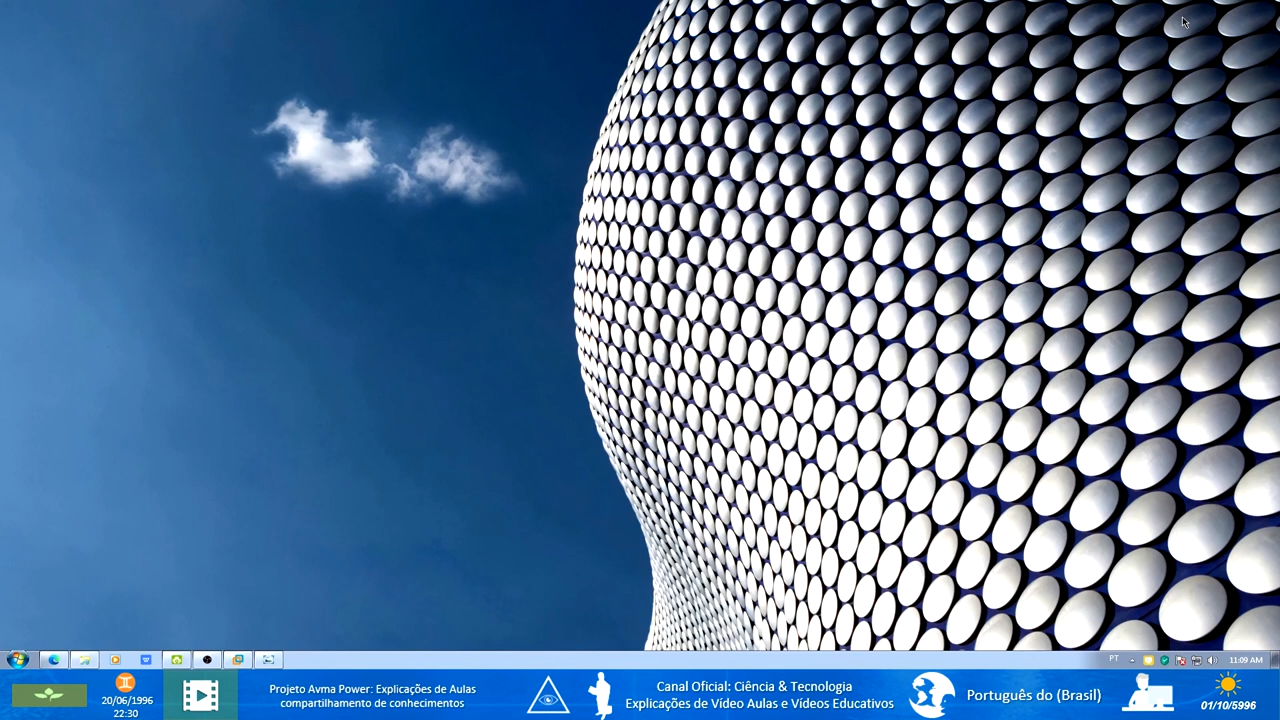 PT
11:09 AM
20/06/1996
22:30
Projeto Avma Power: Explicações de Aulas
compartilhamento de conhecimentos
Canal Oficial: Ciência & Tecnologia
Explicações de Vídeo Aulas e Vídeos Educativos
Português do (Brasil)
01/10/5996